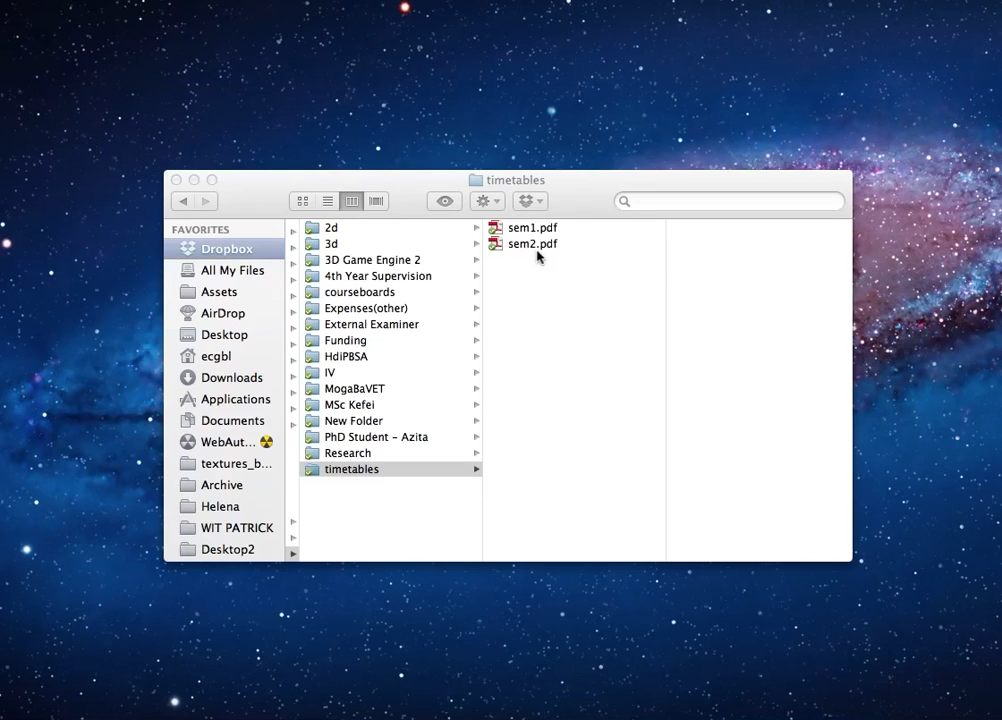 timetables
FAVORITES
Dropbox
All My Files
Assets
AirDrop
Desktop
ecgbl
Downloads
Applications
Documents
WebAut...
textures_b...
Archive
Helena
WIT PATRICK
Desktop2
2d
3d
3D Game Engine 2
4th Year Supervision
courseboards
Expenses(other)
External Examiner
Funding
HdiPBSA
IV
MogaBaVET
MSc Kefei
New Folder
PhD Student - Azita
Research
timetables
sem1.pdf
sem2.pdf